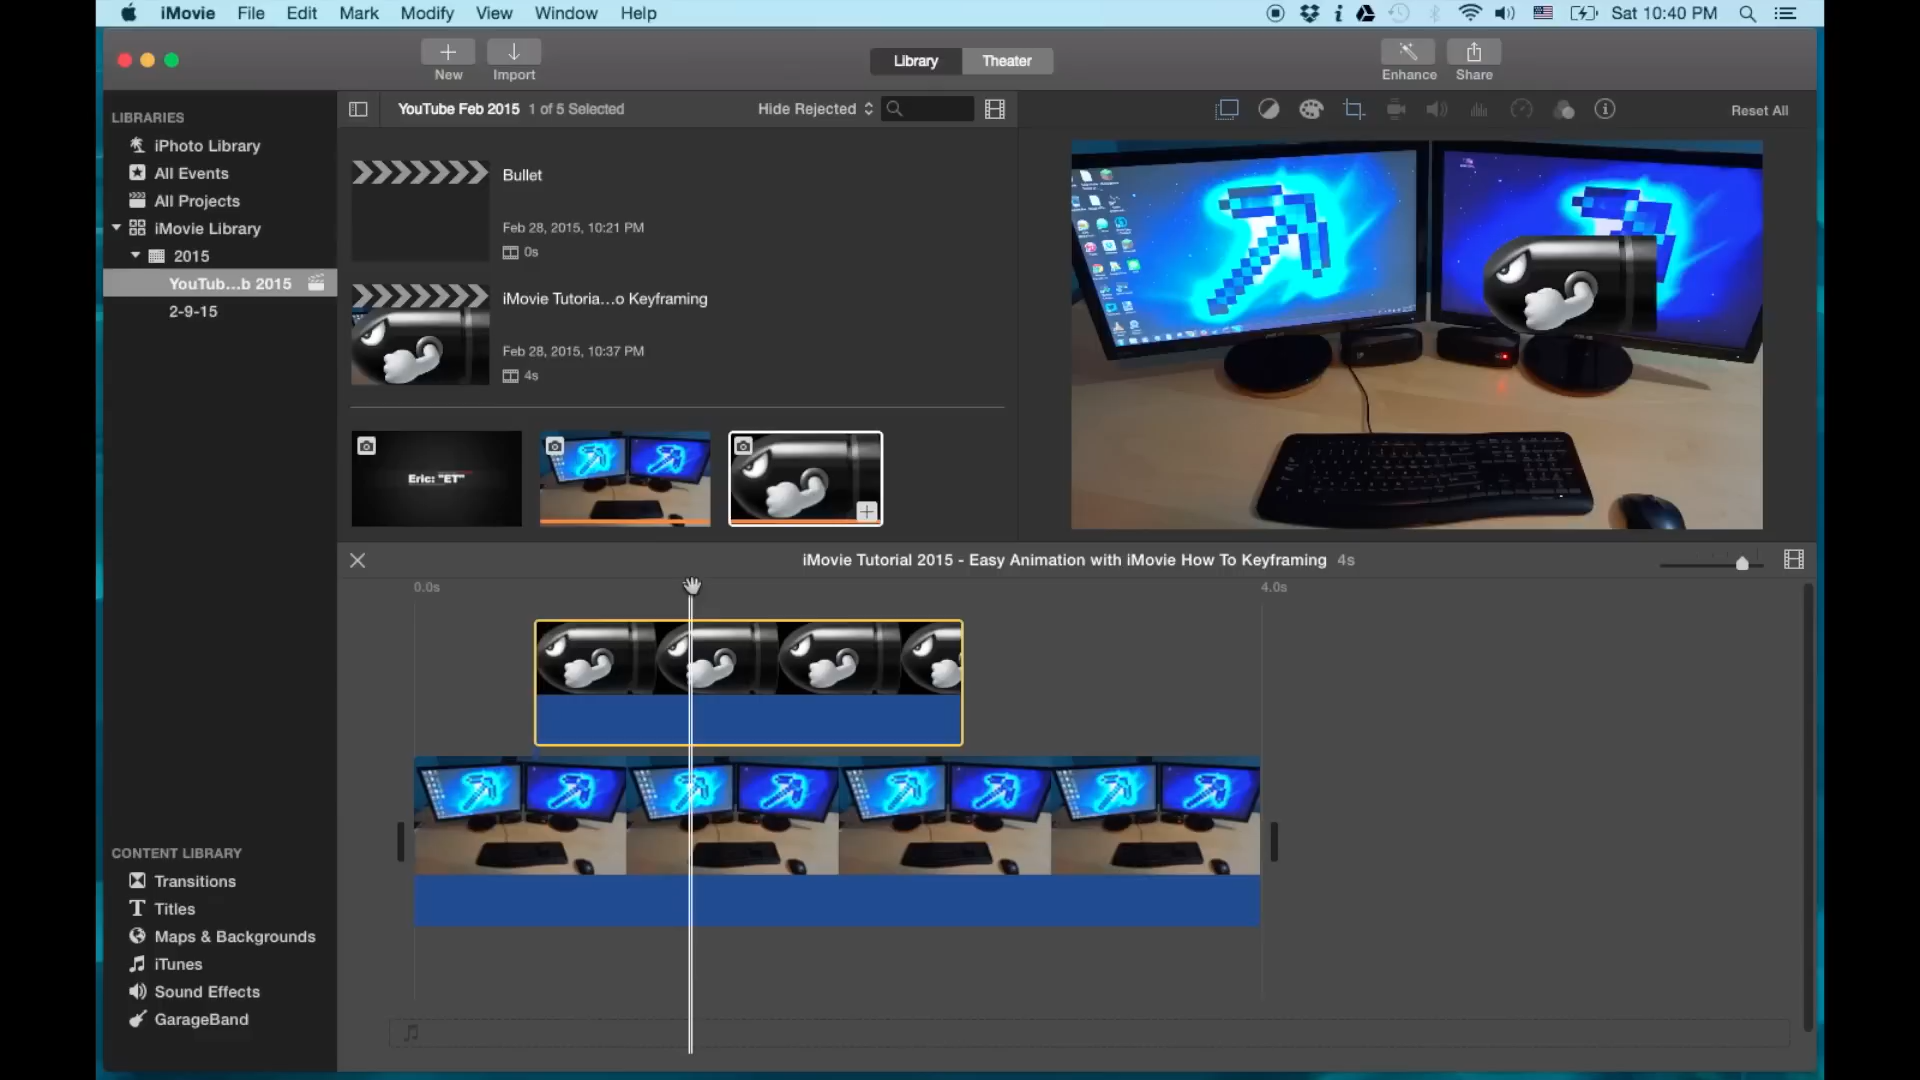 iMovie File Edit Mark Modify View Window Help Sat 10:40 PM
New Import Library Theater Enhance Share
LIBRARIES
iPhoto Library
All Events
All Projects
iMovie Library
2015
YouTub...b 2015
2-9-15
YouTube Feb 2015 1 of 5 Selected Hide Rejected
Reset All
Bullet
Feb 28, 2015, 10:21 PM
0s
iMovie Tutoria...o Keyframing
Feb 28, 2015, 10:37 PM
4s
Eric: "ET"
iMovie Tutorial 2015 - Easy Animation with iMovie How To Keyframing 4s
0.0s 4.0s
CONTENT LIBRARY
Transitions
Titles
Maps & Backgrounds
iTunes
Sound Effects
GarageBand